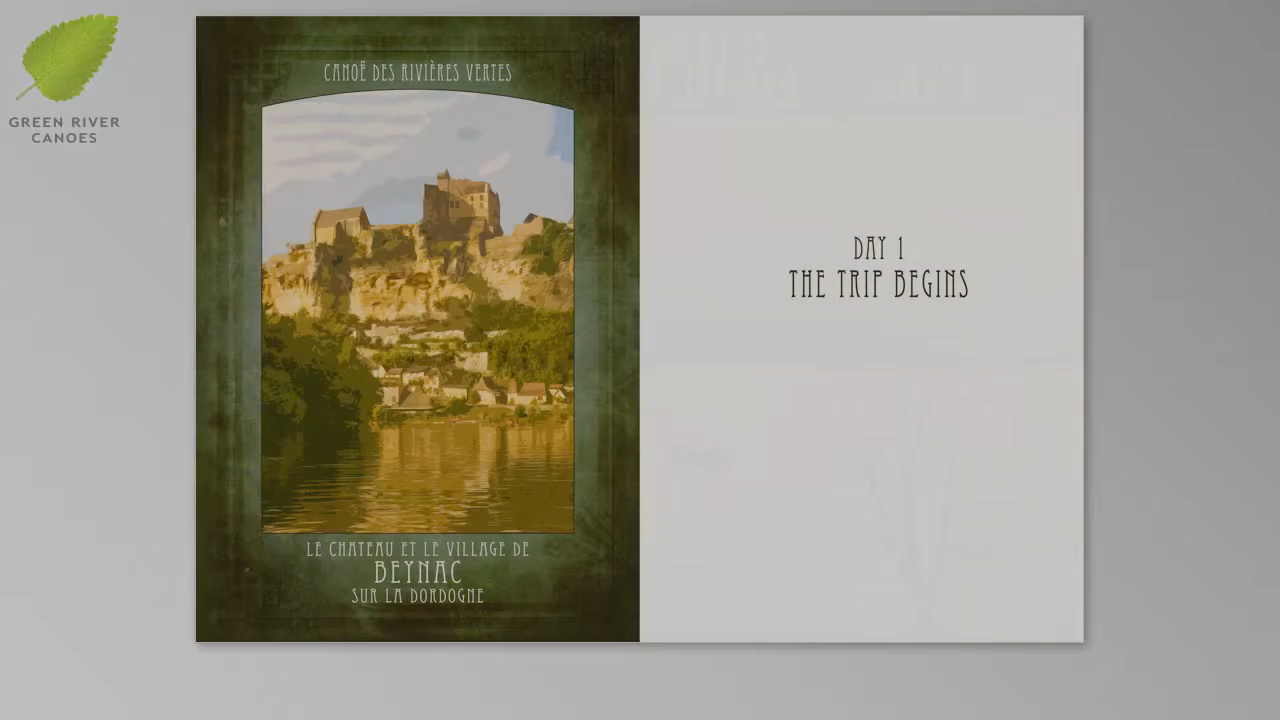 GREEN RIVER
CANOES
CANOË DES RIVIÈRES VERTES
LE CHATEAU ET LE VILLAGE DE
BEYNAC
SUR LA DORDOGNE
DAY 1
THE TRIP BEGINS